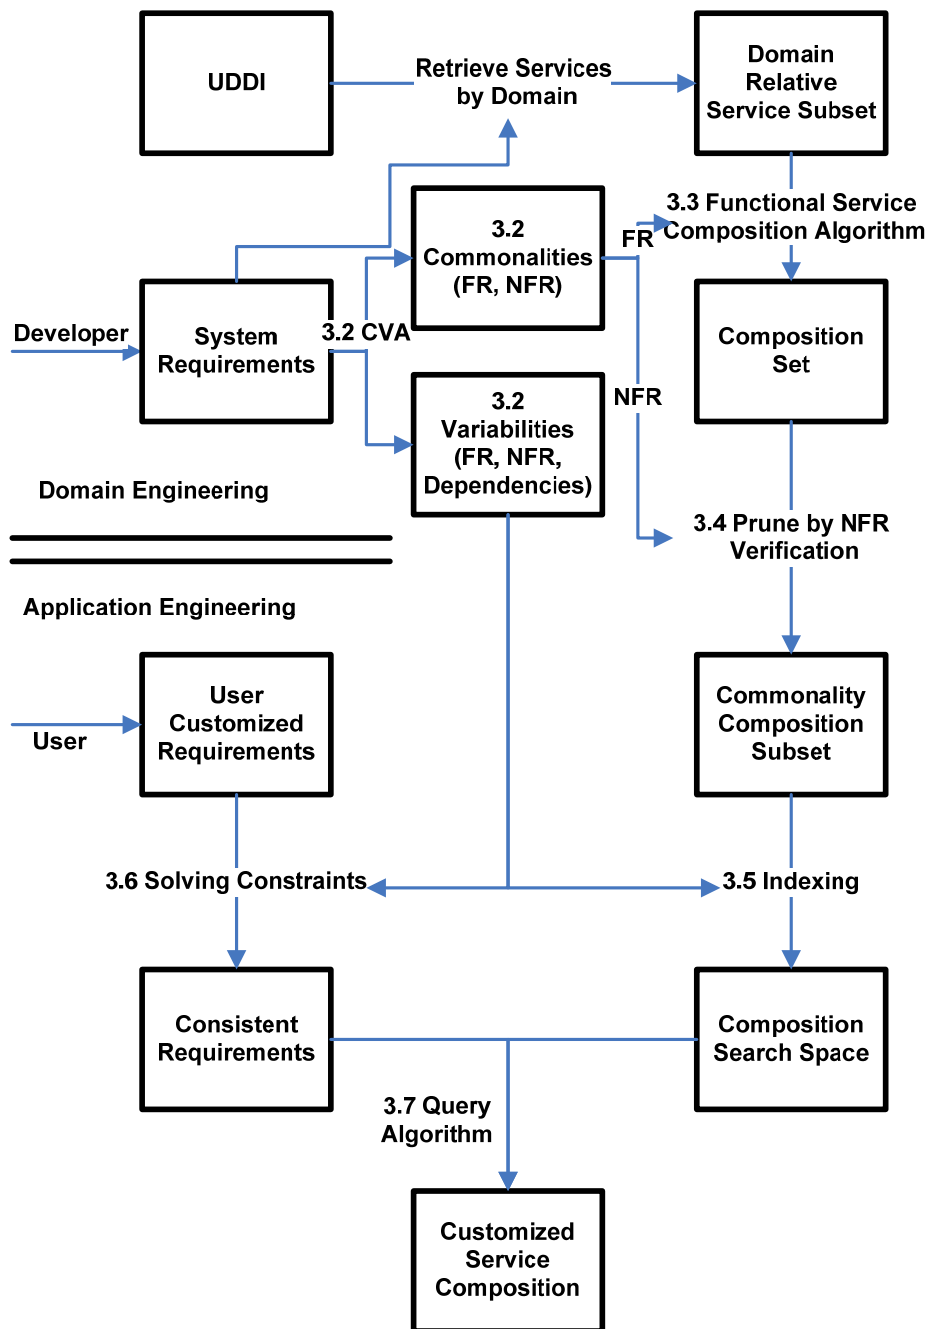 UDDI
Retrieve Services
by Domain
Domain
Relative
Service Subset
3.2
Commonalities
(FR, NFR)
FR
3.3 Functional Service
Composition Algorithm
Developer
System
Requirements
3.2 CVA
Composition
Set
3.2
Variabilities
(FR, NFR,
Dependencies)
NFR
Domain Engineering
3.4 Prune by NFR
Verification
Application Engineering
User
User
Customized
Requirements
Commonality
Composition
Subset
3.6 Solving Constraints
3.5 Indexing
Consistent
Requirements
Composition
Search Space
3.7 Query
Algorithm
Customized
Service
Composition